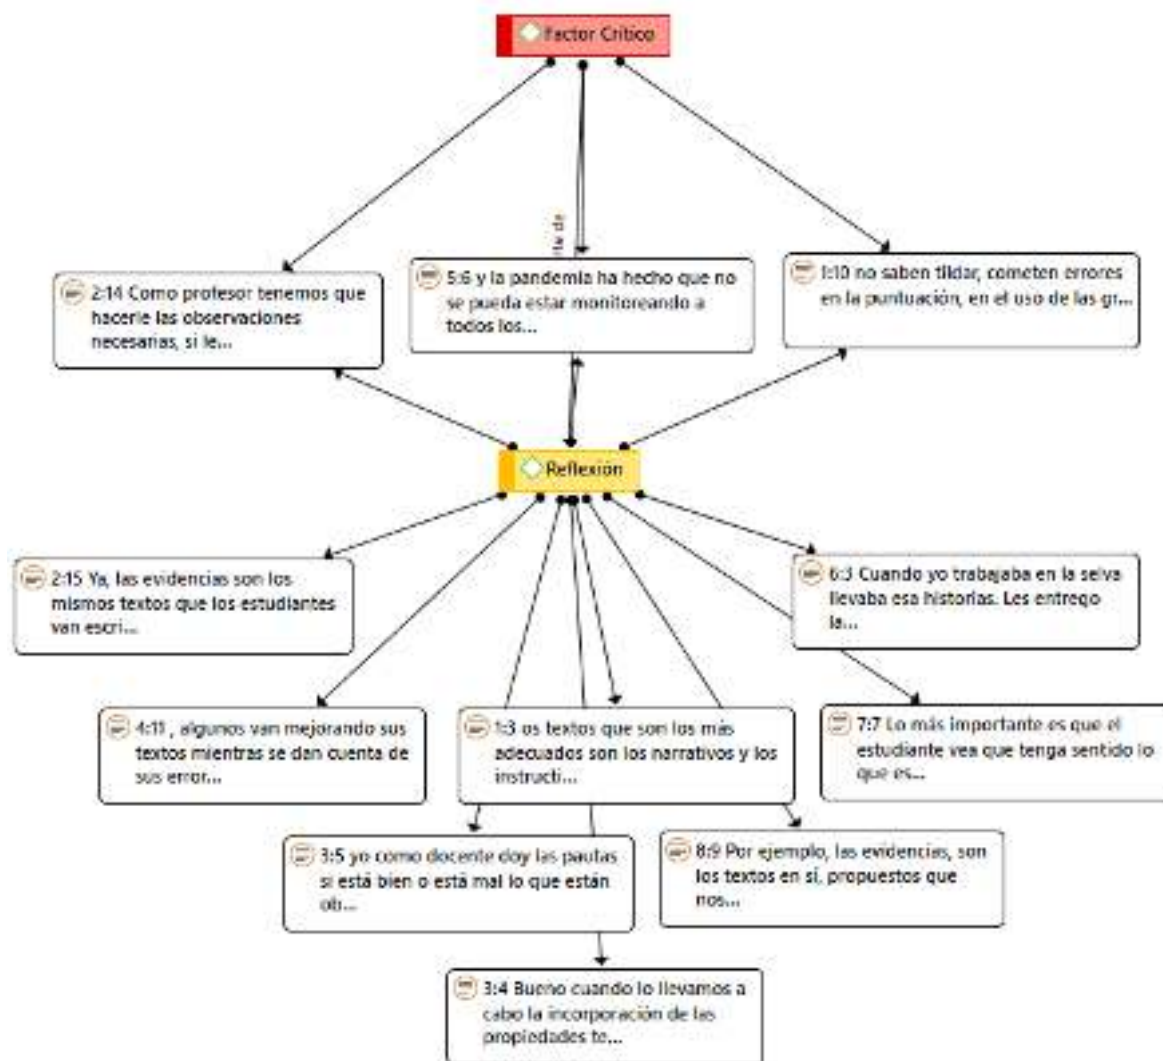 Factor Crítico
rte de
2:14 Como profesor tenemos que
hacerle las observaciones
necesarias, si le...
5:6 y la pandemia ha hecho que no
se pueda estar monitoreando a
todos los...
1:10 no saben tildar, cometen errores
en la puntuación, en el uso de las gr...
Reflexión
2:15 Ya, las evidencias son los
mismos textos que los estudiantes
van escri...
6:3 Cuando yo trabajaba en la selva
llevaba esa historias. Les entrego
la...
4:11 , algunos van mejorando sus
textos mientras se dan cuenta de
sus error...
1:3 os textos que son los más
adecuados son los narrativos y los
instructi...
7:7 Lo más importante es que el
estudiante vea que tenga sentido lo
que es...
3:5 yo como docente doy las pautas
si está bien o está mal lo que están
ob...
8:9 Por ejemplo, las evidencias, son
los textos en sí, propuestos que
nos...
3:4 Bueno cuando lo llevamos a
cabo la incorporación de las
propiedades te...